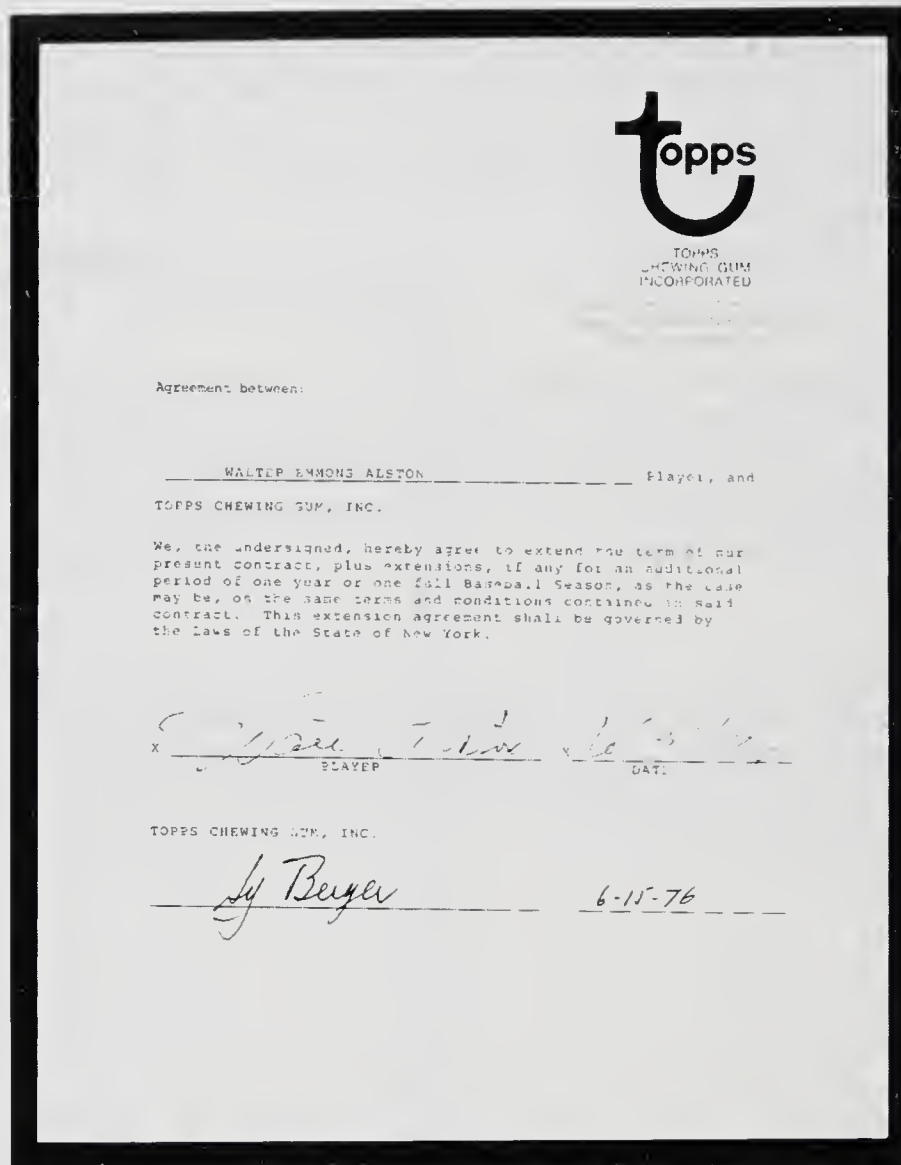 topps
TOPPS
CHEWING GUM
INCORPORATED
Agreement between:
WALTER EMMONS ALSTON Player, and
TOPPS CHEWING GUM, INC.
We, the undersigned, hereby agree to extend the term of our
present contract, plus extensions, if any for an additional
period of one year or one full Baseball Season, as the case
may be, on the same terms and conditions contained in said
contract. This extension agreement shall be governed by
the Laws of the State of New York.
x x
PLAYER DATE
TOPPS CHEWING GUM, INC.
Sy Berger 6-15-76